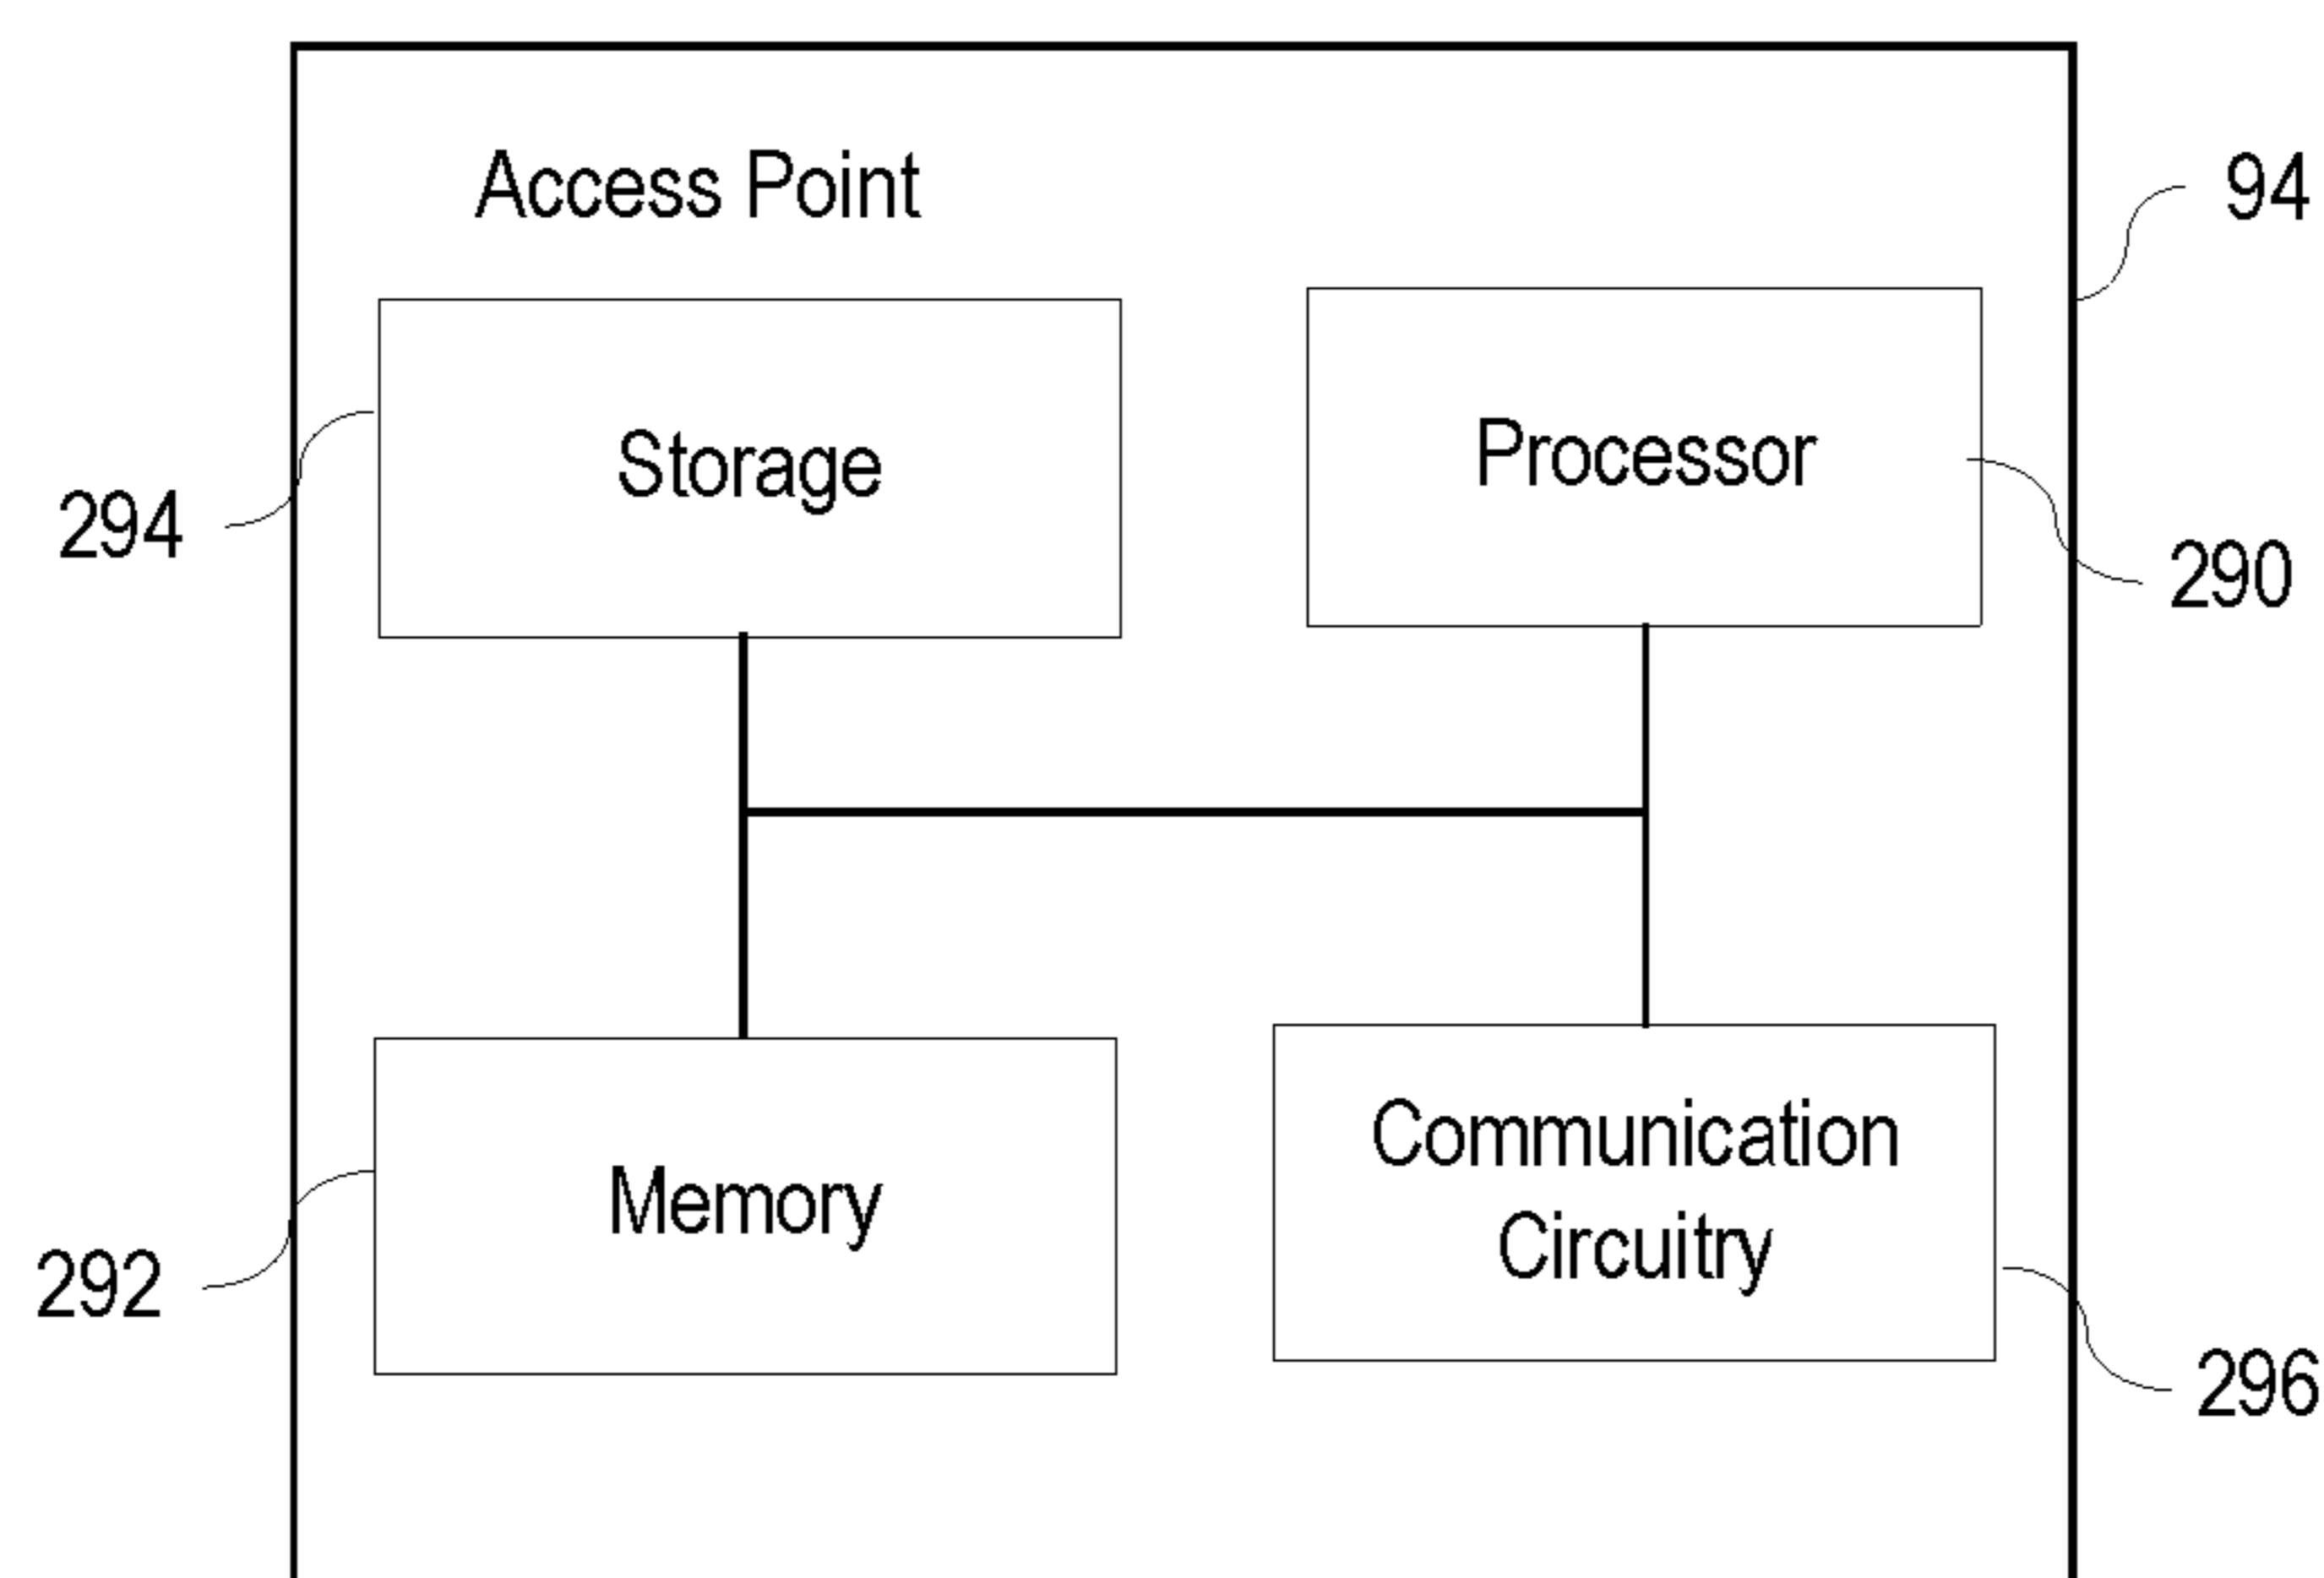 Access Point
94
Storage
Processor
294
290
Memory
Communication
Circuitry
292
296